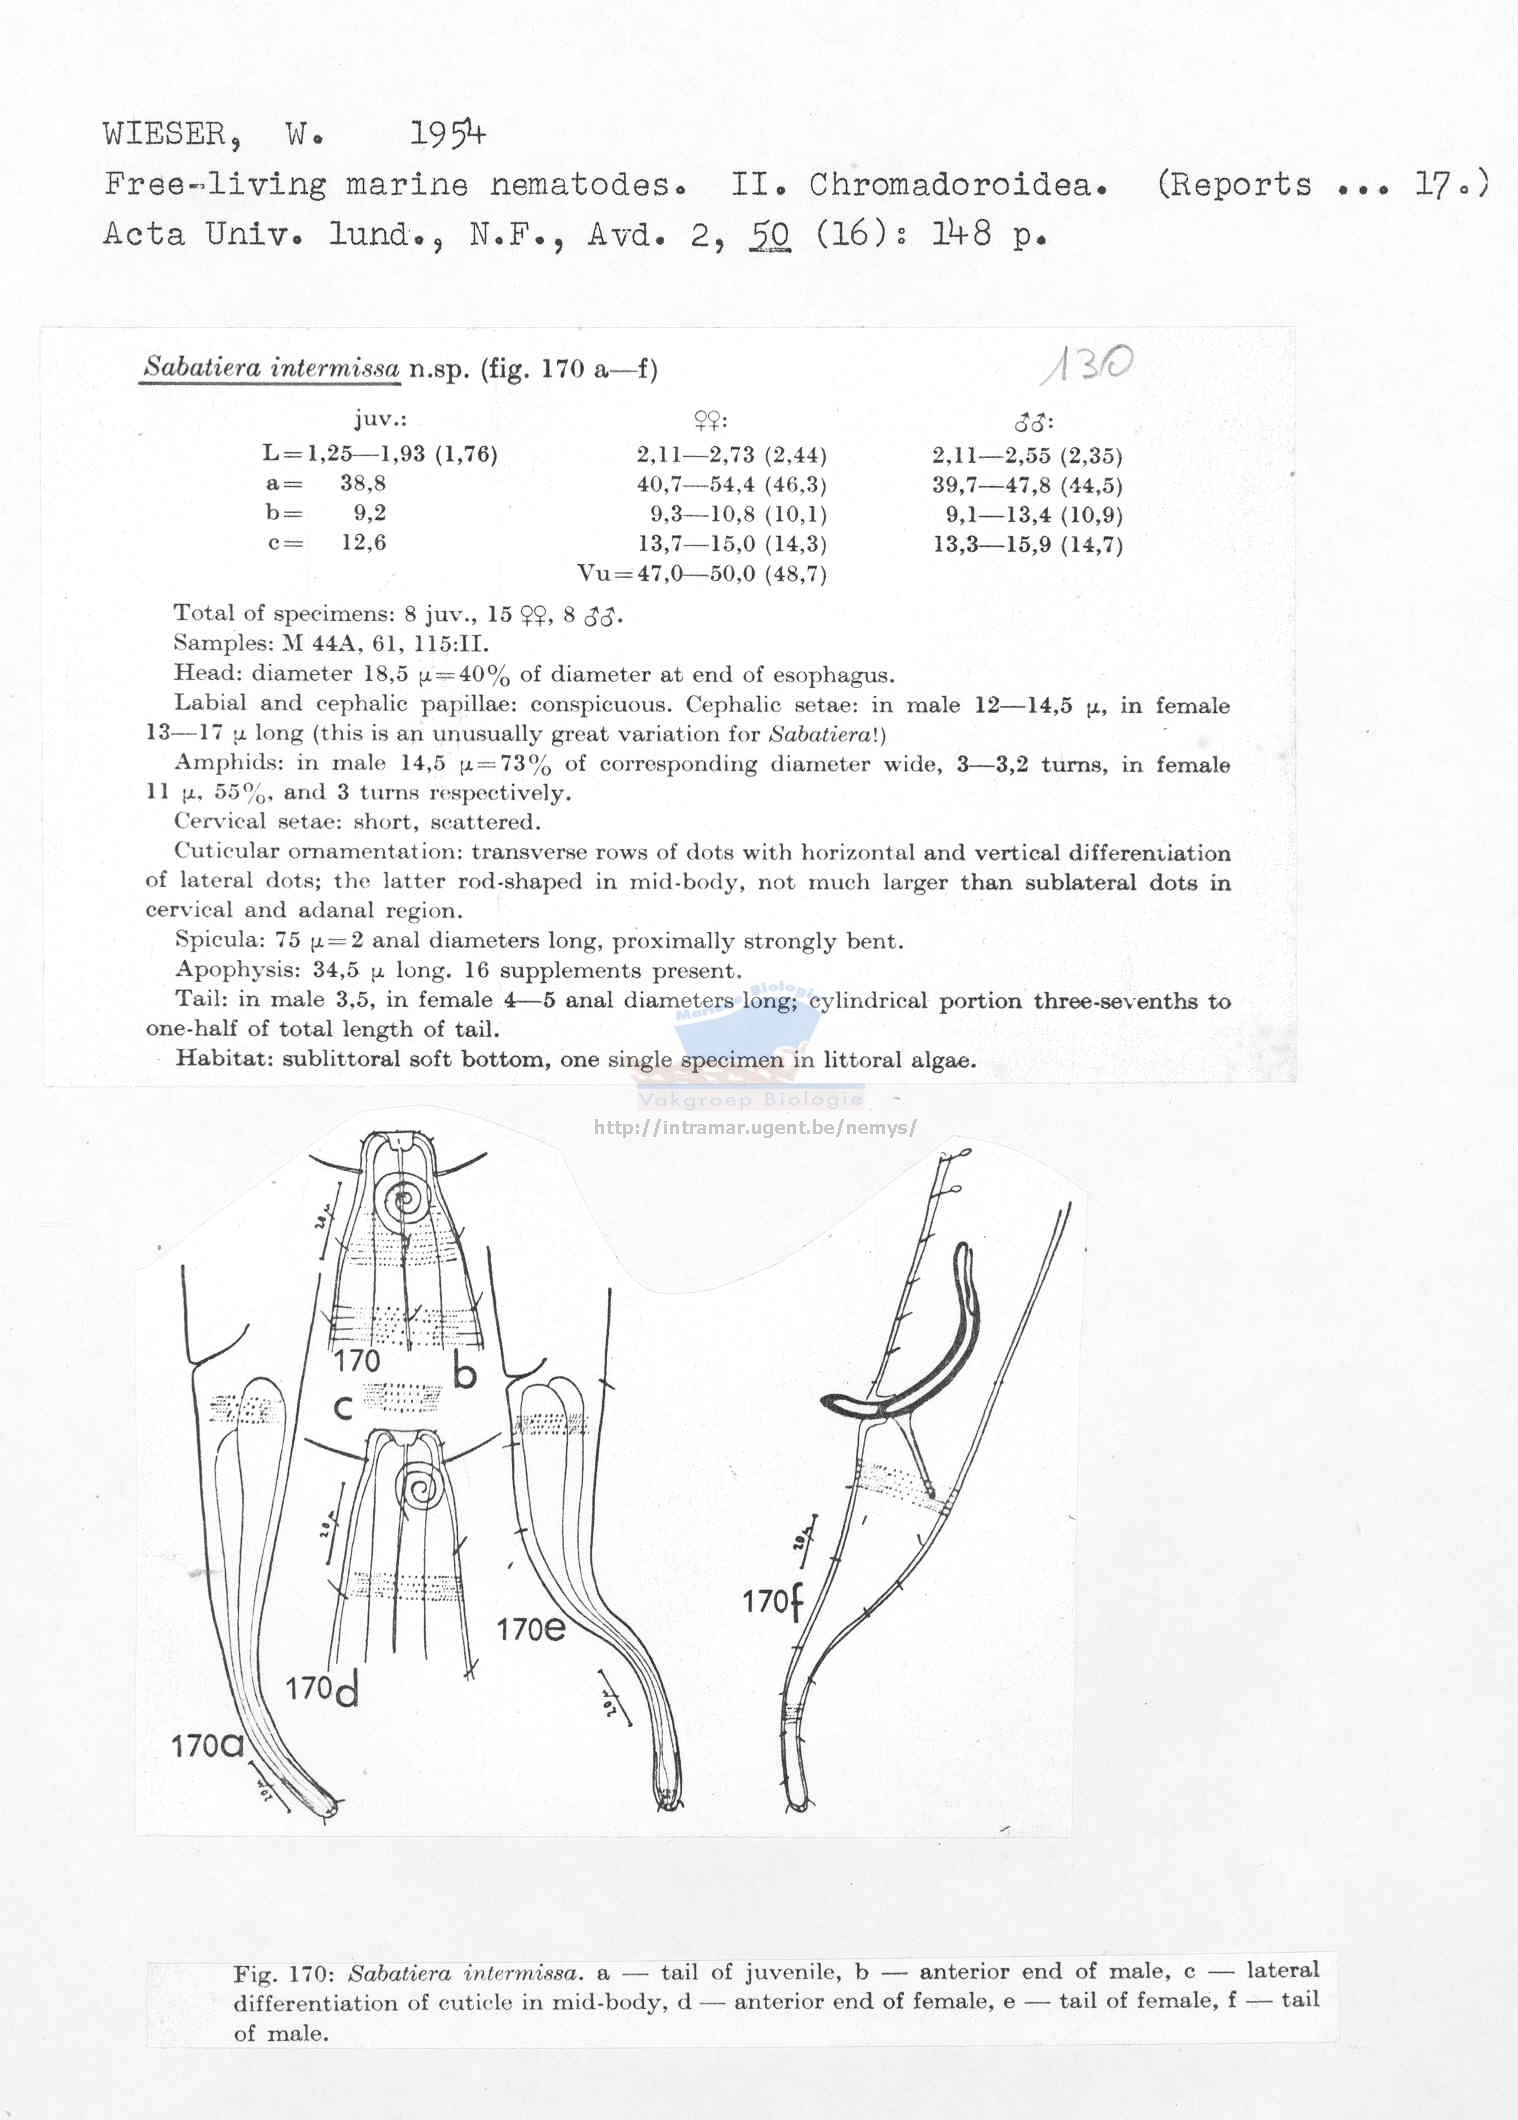 WIESER, W. 1954
Free-living marine nematodes. II. Chromadoroidea. (Reports ... 17.)
Acta Univ. lund., N.F., Avd. 2, 50 (16): 148 p.
Sabatiera intermissa n.sp. (fig. 170 a—f)
130
juv.: ♀♀: ♂♂:
L=1,25—1,93 (1,76) 2,11—2,73 (2,44) 2,11—2,55 (2,35)
a= 38,8 40,7—54,4 (46,3) 39,7—47,8 (44,5)
b= 9,2 9,3—10,8 (10,1) 9,1—13,4 (10,9)
c= 12,6 13,7—15,0 (14,3) 13,3—15,9 (14,7)
Vu=47,0—50,0 (48,7)
Total of specimens: 8 juv., 15 ♀♀, 8 ♂♂.
Samples: M 44A, 61, 115:II.
Head: diameter 18,5 μ=40% of diameter at end of esophagus.
Labial and cephalic papillae: conspicuous. Cephalic setae: in male 12—14,5 μ, in female
13—17 μ long (this is an unusually great variation for Sabatiera!)
Amphids: in male 14,5 μ=73% of corresponding diameter wide, 3—3,2 turns, in female
11 μ, 55%, and 3 turns respectively.
Cervical setae: short, scattered.
Cuticular ornamentation: transverse rows of dots with horizontal and vertical differentiation
of lateral dots; the latter rod-shaped in mid-body, not much larger than sublateral dots in
cervical and adanal region.
Spicula: 75 μ=2 anal diameters long, proximally strongly bent.
Apophysis: 34,5 μ long. 16 supplements present.
Tail: in male 3,5, in female 4—5 anal diameters long; cylindrical portion three-sevenths to
one-half of total length of tail.
Habitat: sublittoral soft bottom, one single specimen in littoral algae.
Mariene Biologie
Vakgroep Biologie
http://intramar.ugent.be/nemys/
20 μ
170 b
c
20 μ
20 μ
170f
170e
170d
20 μ
170a
20 μ
Fig. 170: Sabatiera intermissa. a — tail of juvenile, b — anterior end of male, c — lateral
differentiation of cuticle in mid-body, d — anterior end of female, e — tail of female, f — tail
of male.